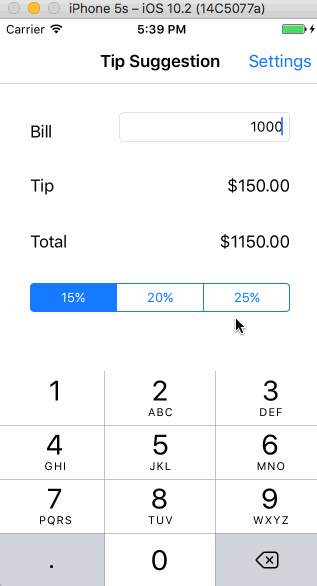 iPhone 5s – iOS 10.2 (14C5077a)
Carrier 5:39 PM
Tip Suggestion Settings
Bill 1000
Tip $150.00
Total $1150.00
15% 20% 25%
1 2 3
ABC DEF
4 5 6
GHI JKL MNO
7 8 9
PQRS TUV WXYZ
. 0